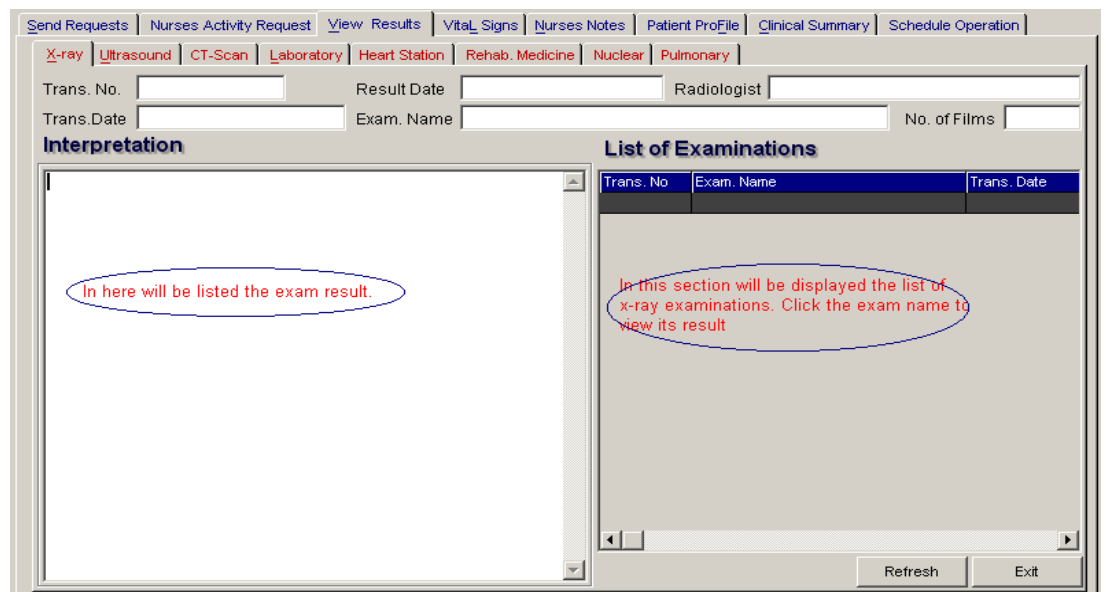 Send Requests Nurses Activity Request View Results VitaL Signs Nurses Notes Patient ProFile Clinical Summary Schedule Operation
X-ray Ultrasound CT-Scan Laboratory Heart Station Rehab. Medicine Nuclear Pulmonary
Trans. No. Result Date Radiologist
Trans.Date Exam. Name No. of Films
Interpretation
List of Examinations
Trans. No Exam. Name Trans. Date
In here will be listed the exam result.
In this section will be displayed the list of
x-ray examinations. Click the exam name to
view its result
Refresh Exit